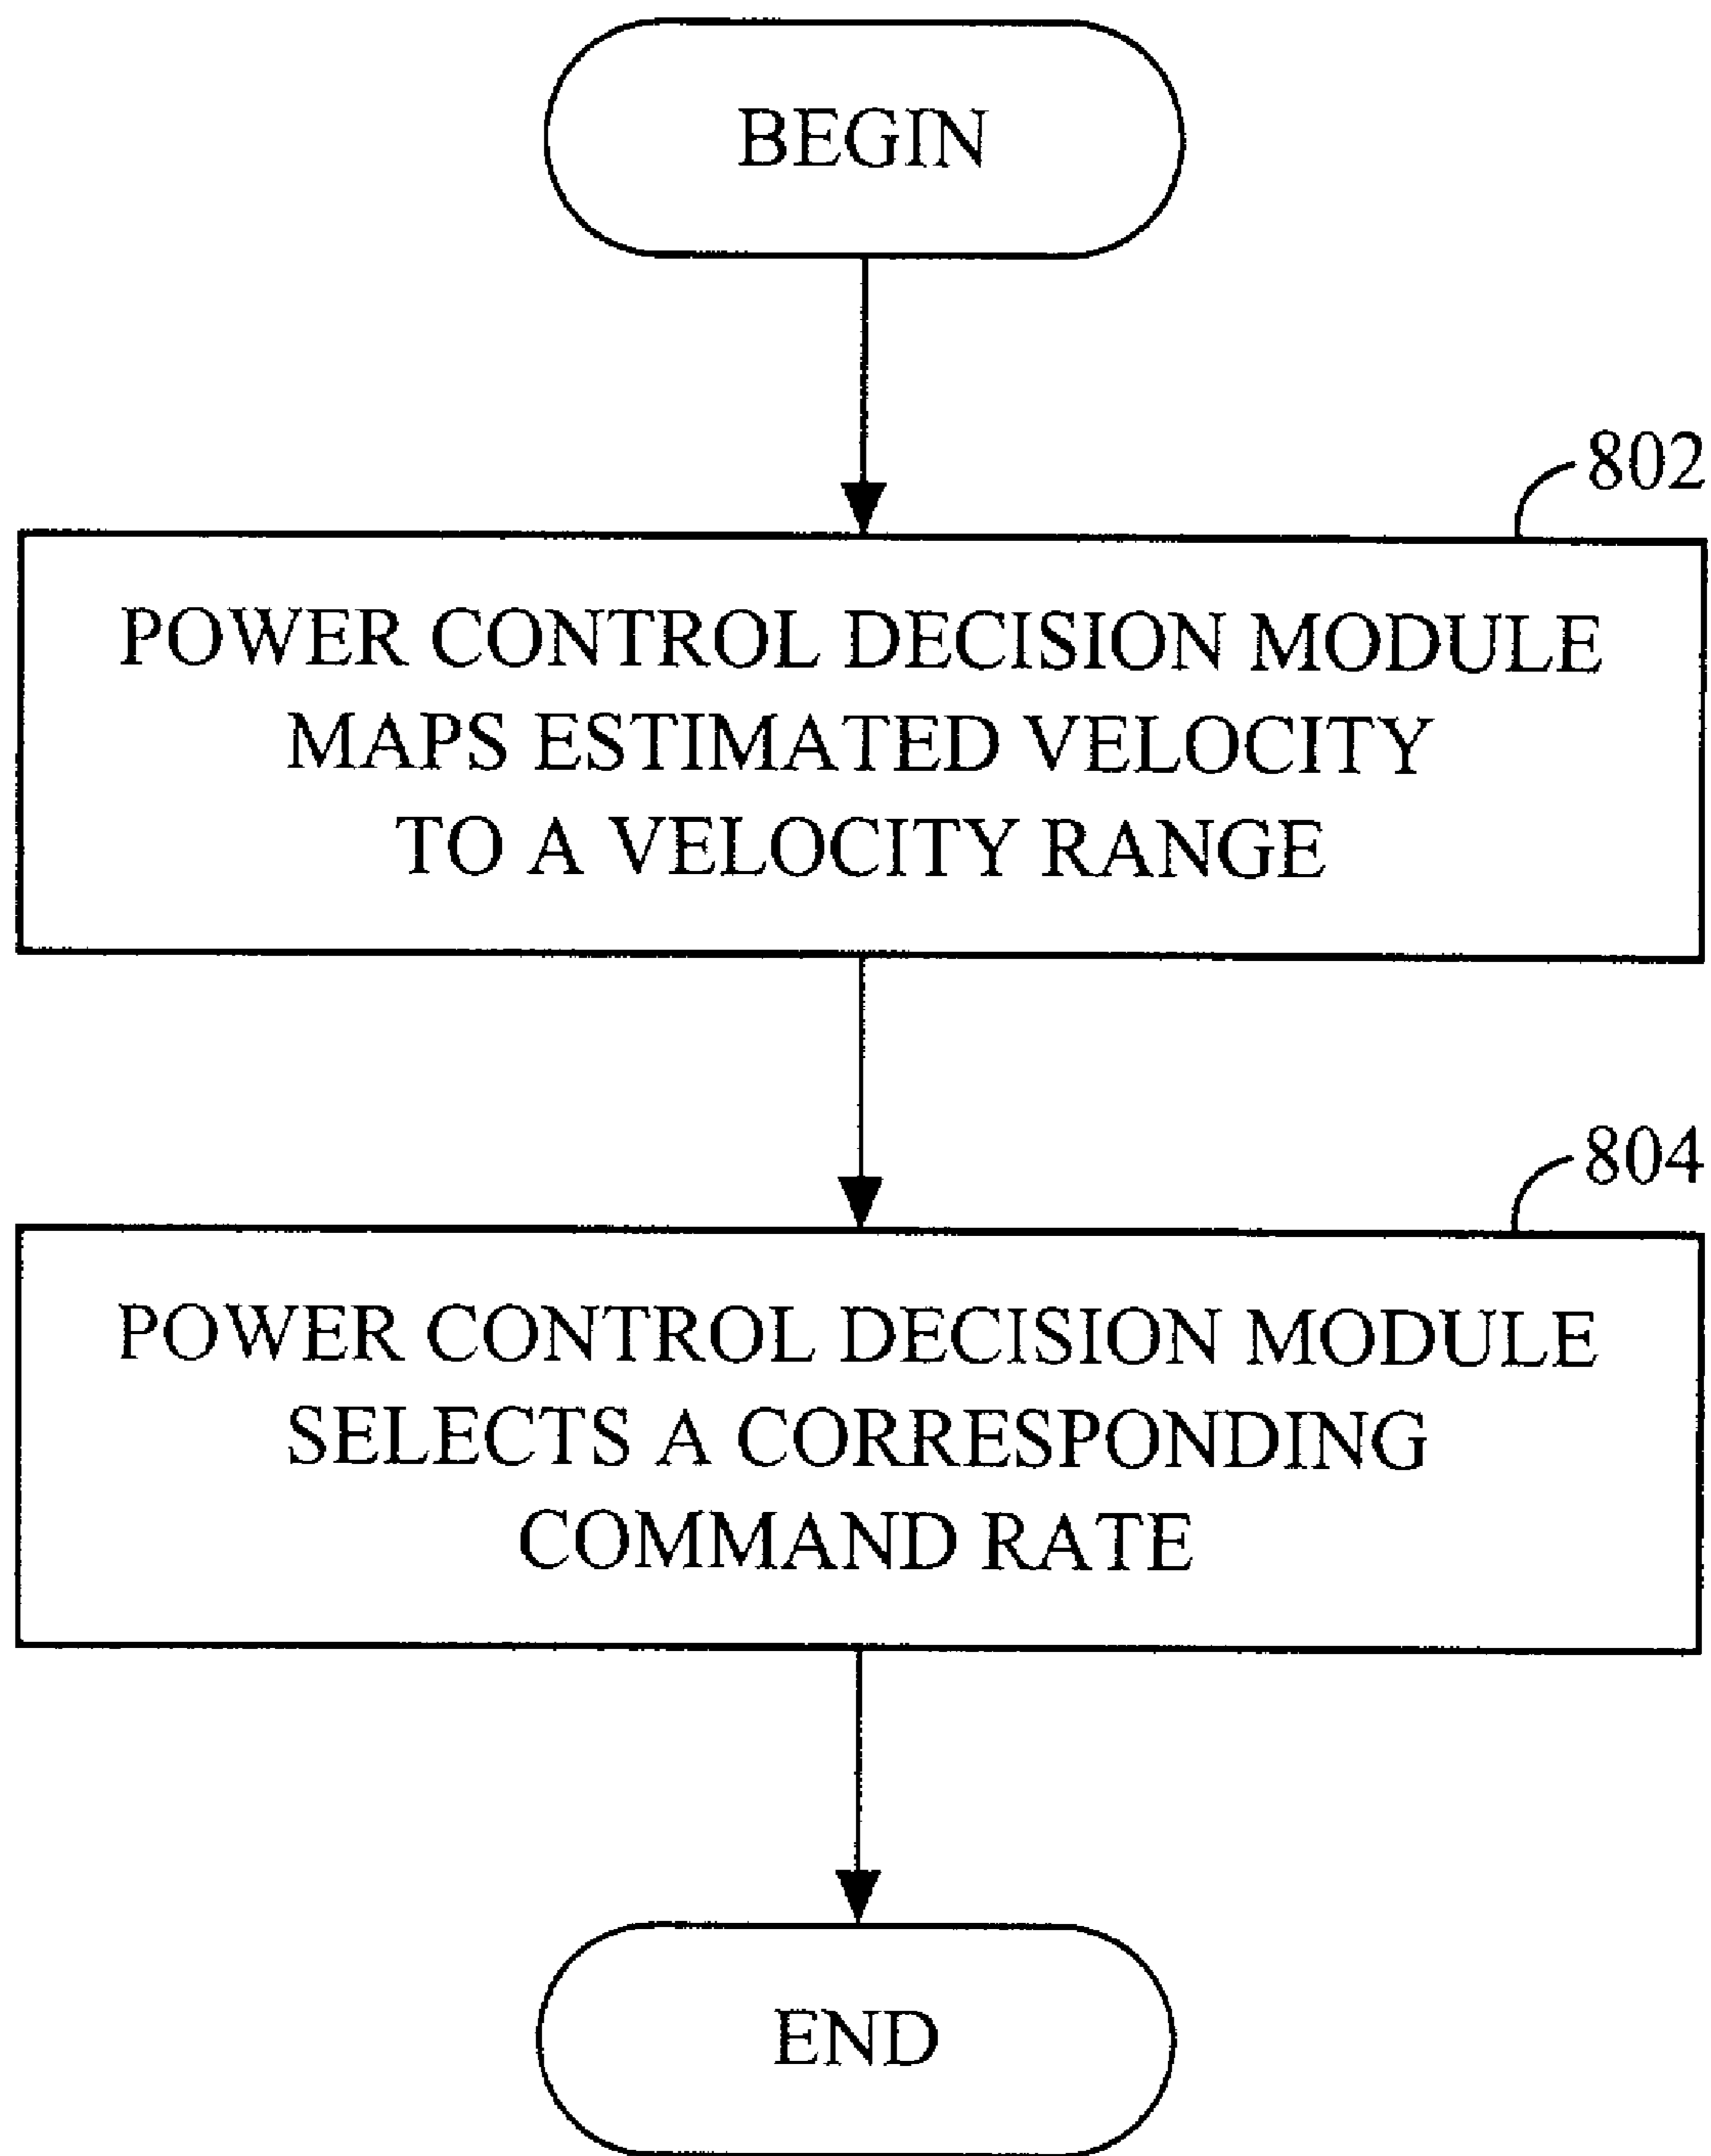 BEGIN
802
POWER CONTROL DECISION MODULE
MAPS ESTIMATED VELOCITY
TO A VELOCITY RANGE
804
POWER CONTROL DECISION MODULE
SELECTS A CORRESPONDING
COMMAND RATE
END